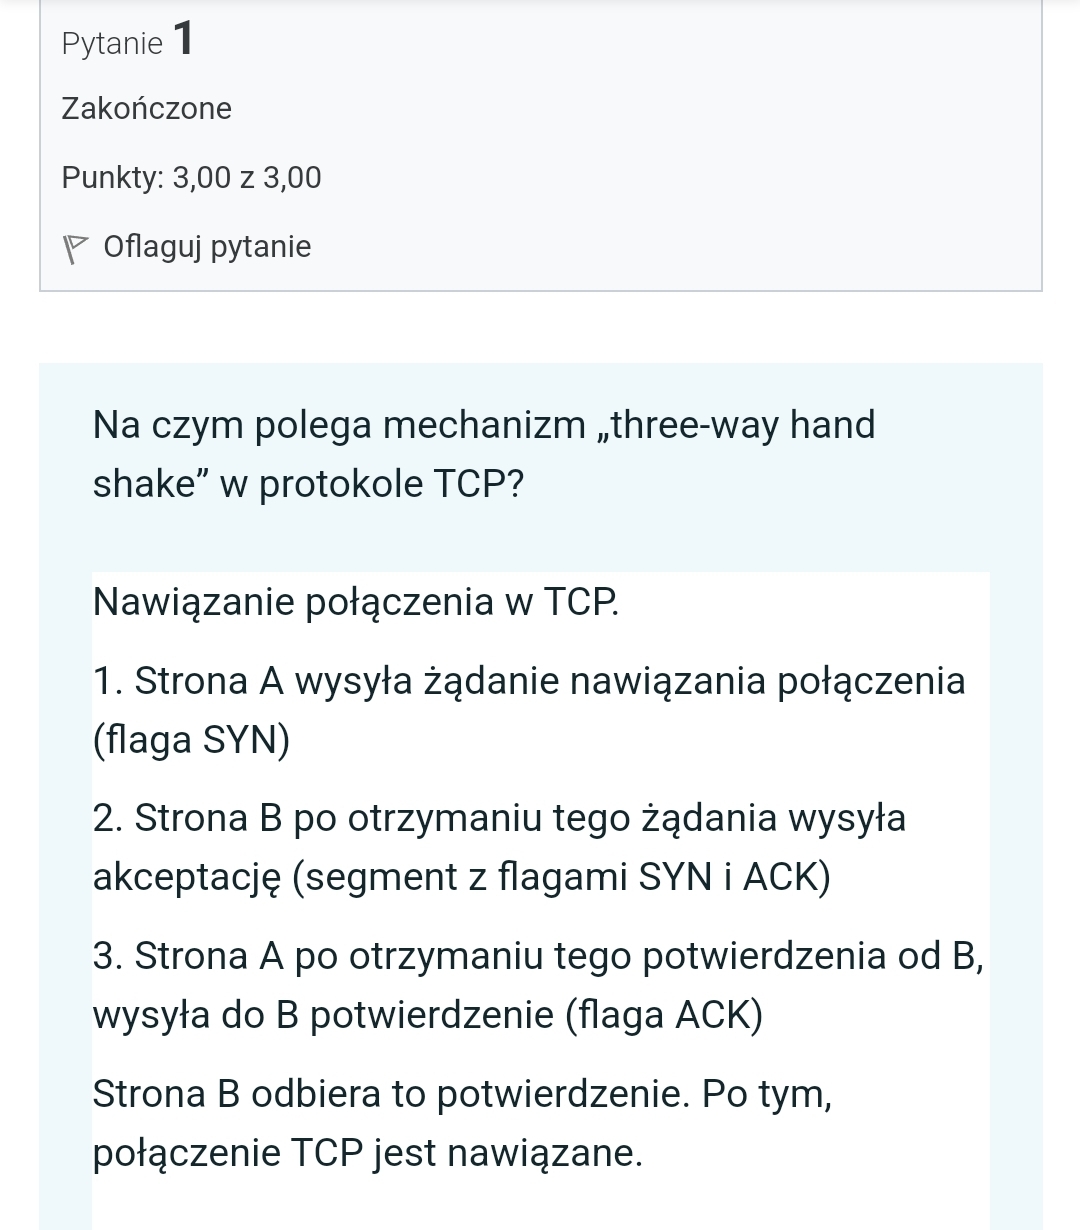 Pytanie 1
Zakończone
Punkty: 3,00 z 3,00
Oflaguj pytanie
Na czym polega mechanizm „three-way hand
shake” w protokole TCP?
Nawiązanie połączenia w TCP.
1. Strona A wysyła żądanie nawiązania połączenia
(flaga SYN)
2. Strona B po otrzymaniu tego żądania wysyła
akceptację (segment z flagami SYN i ACK)
3. Strona A po otrzymaniu tego potwierdzenia od B,
wysyła do B potwierdzenie (flaga ACK)
Strona B odbiera to potwierdzenie. Po tym,
połączenie TCP jest nawiązane.